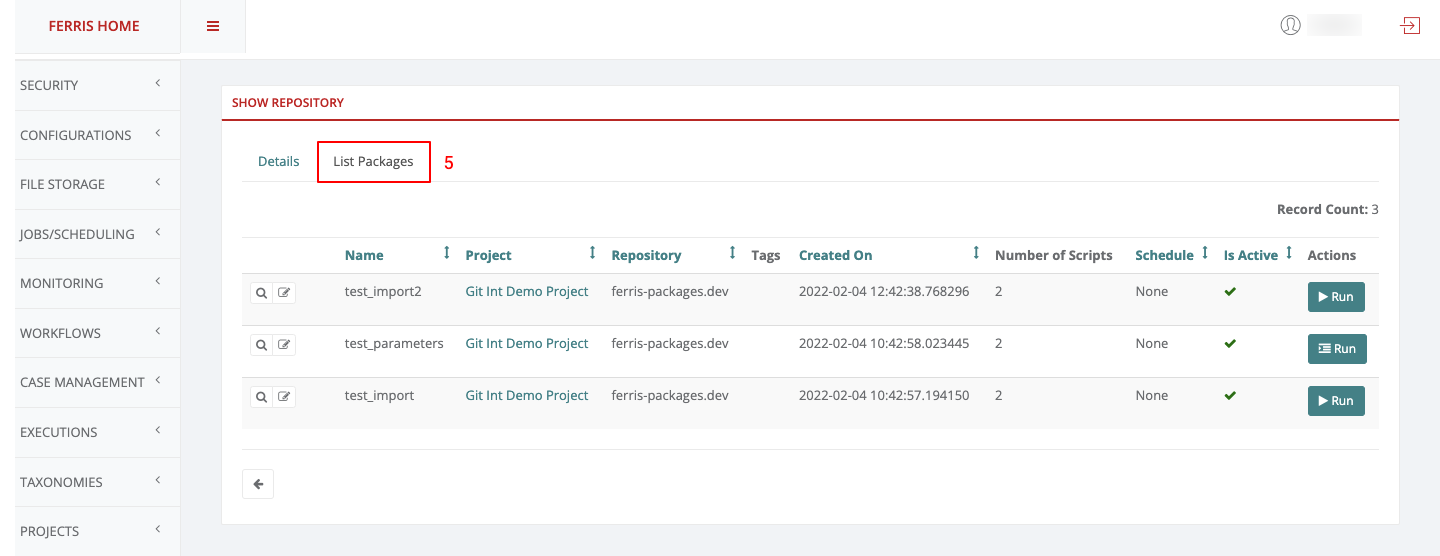 FERRIS HOME
SECURITY
CONFIGURATIONS
FILE STORAGE
JOBS/SCHEDULING
MONITORING
WORKFLOWS
CASE MANAGEMENT
EXECUTIONS
TAXONOMIES
PROJECTS
SHOW REPOSITORY
Details List Packages 5
Record Count: 3
Name Project Repository Tags Created On Number of Scripts Schedule Is Active Actions
test_import2 Git Int Demo Project ferris-packages.dev 2022-02-04 12:42:38.768296 2 None Run
test_parameters Git Int Demo Project ferris-packages.dev 2022-02-04 10:42:58.023445 2 None Run
test_import Git Int Demo Project ferris-packages.dev 2022-02-04 10:42:57.194150 2 None Run